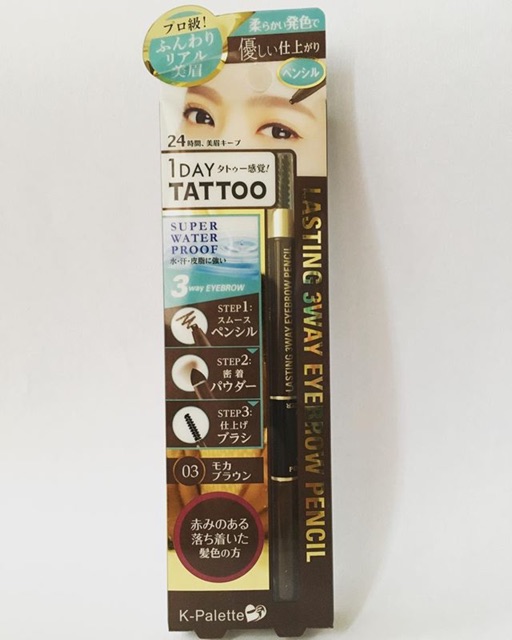 プロ級!
ふんわり
リアル
美眉
柔らかい発色で
優しい仕上がり
ペンシル
24時間、美眉キープ
1DAY タトゥー感覚!
TATTOO
SUPER
WATER
PROOF
水・汗・皮脂に強い
3way EYEBROW
STEP1:
スムース
ペンシル
STEP2:
密着
パウダー
STEP3:
仕上げ
ブラシ
03 モカ
ブラウン
赤みのある
落ち着いた
髪色の方
K-Palette
LASTING 3WAY EYEBROW PENCIL
LASTING 3WAY EYEBROW PENCIL